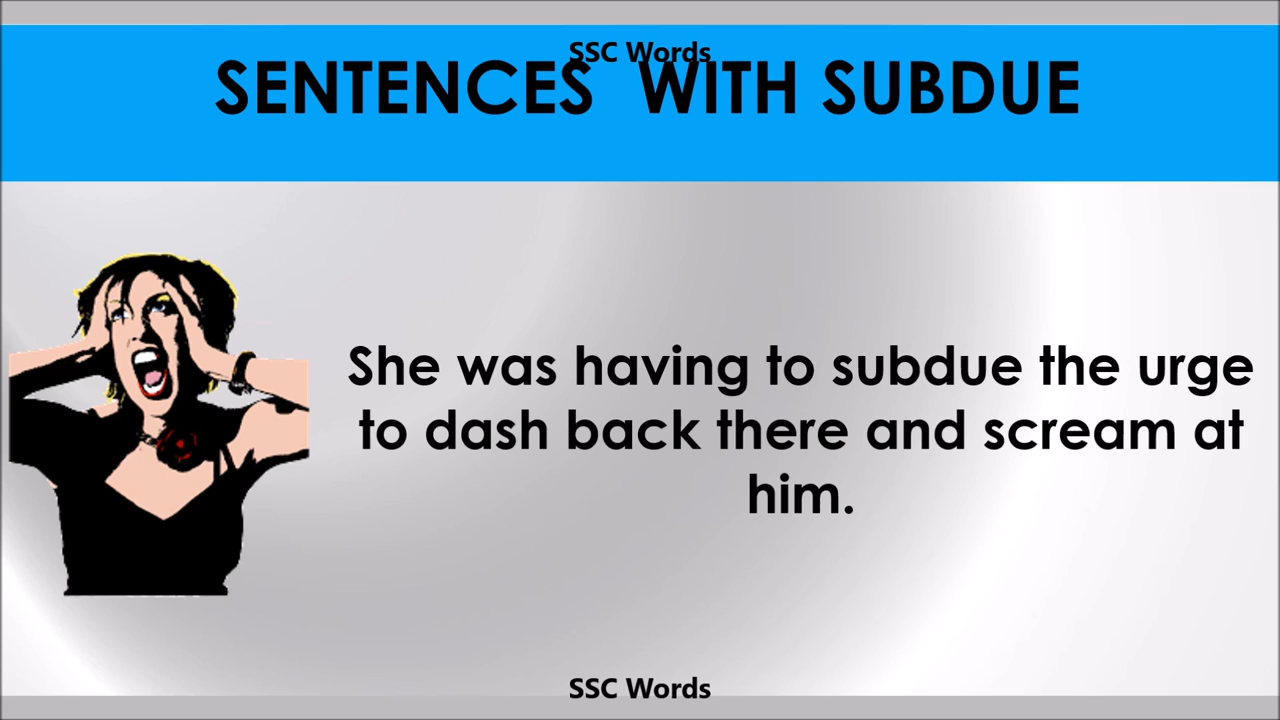 SSC Words
SENTENCES WITH SUBDUE
She was having to subdue the urge
to dash back there and scream at
him.
SSC Words